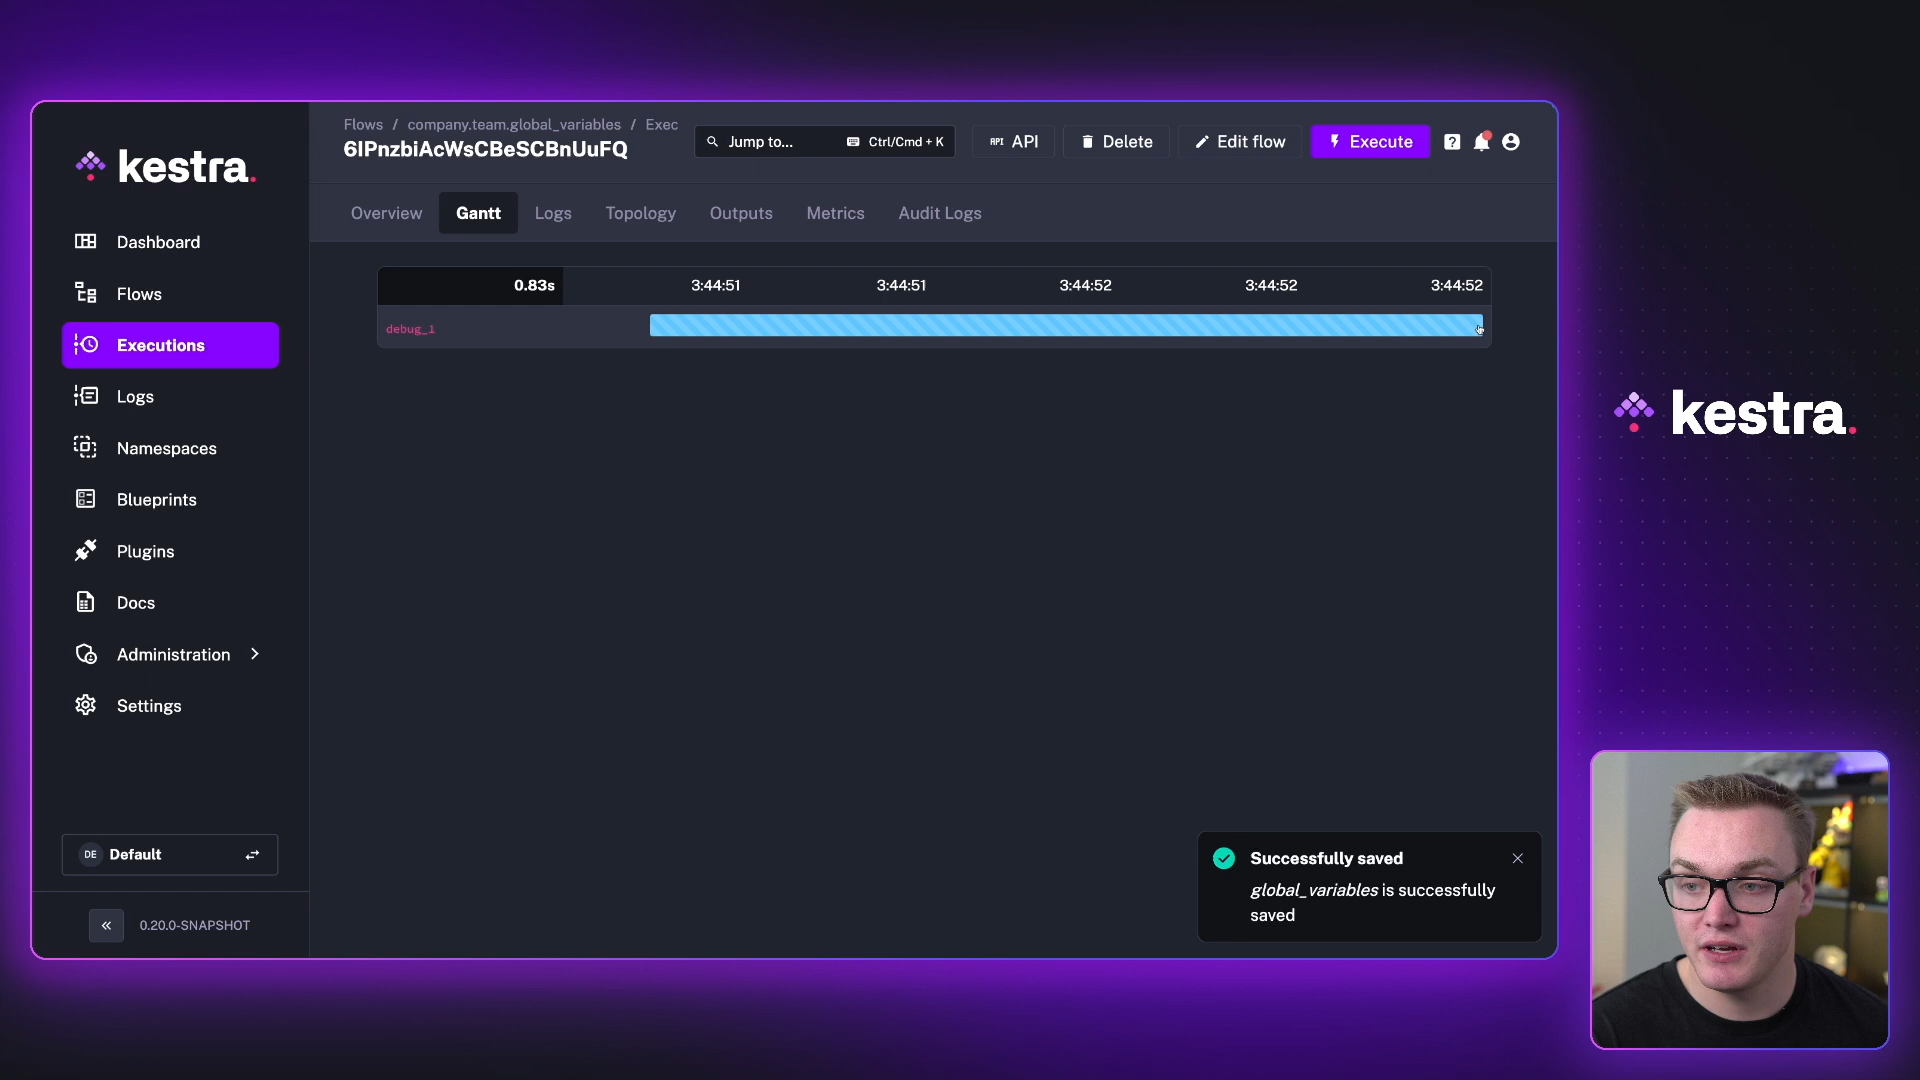 kestra.
Dashboard
Flows
Executions
Logs
Namespaces
Blueprints
Plugins
Docs
Administration
Settings
DE Default
0.20.0-SNAPSHOT
Flows / company.team.global_variables / Exec
6IPnzbiAcWsCBeSCBnUuFQ
Jump to... Ctrl/Cmd + K
API API
Delete
Edit flow
Execute
Overview Gantt Logs Topology Outputs Metrics Audit Logs
0.83s 3:44:51 3:44:51 3:44:52 3:44:52 3:44:52
debug_1
Successfully saved
global_variables is successfully
saved
kestra.